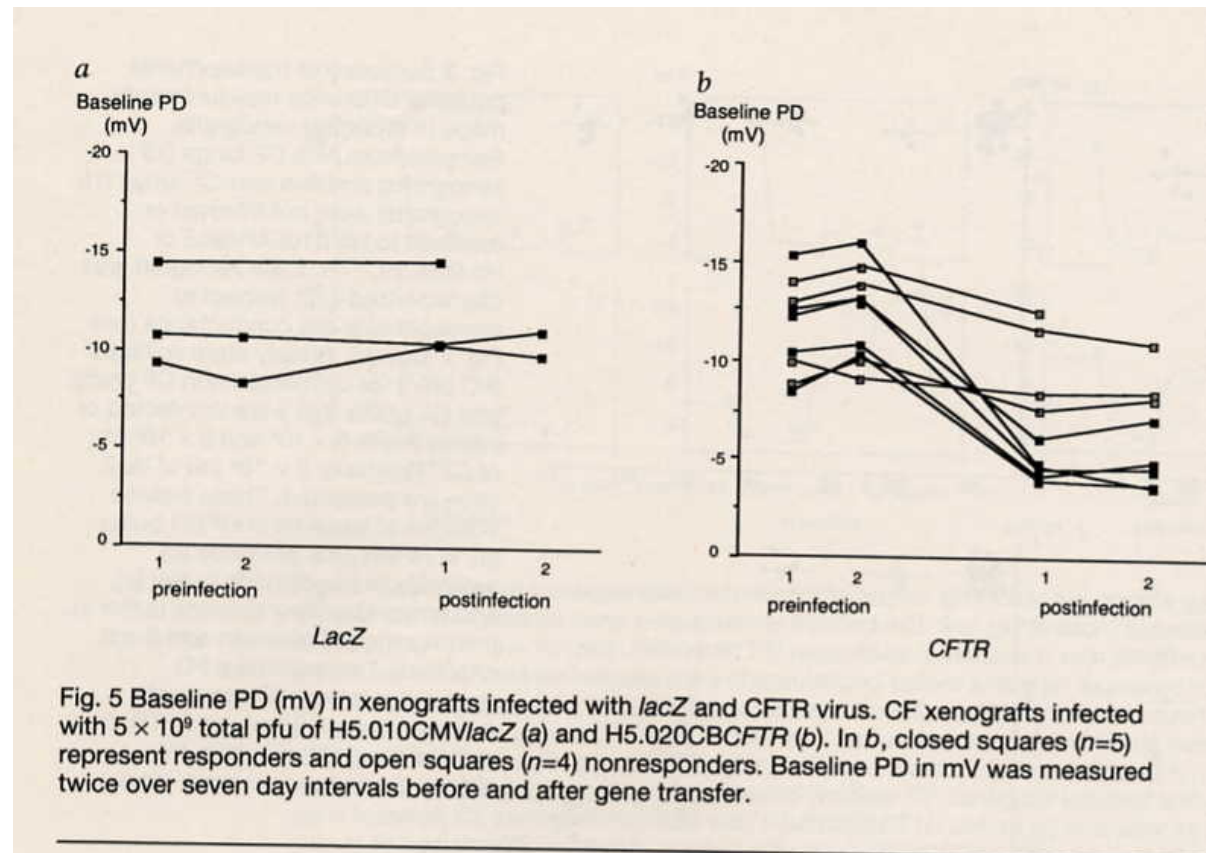 a
Baseline PD
(mV)
-20
-15
-10
-5
0
1
2
1
2
preinfection
postinfection
LacZ
b
Baseline PD
(mV)
-20
-15
-10
-5
0
1
2
1
2
preinfection
postinfection
CFTR
Fig. 5 Baseline PD (mV) in xenografts infected with lacZ and CFTR virus. CF xenografts infected
with 5 × 10⁹ total pfu of H5.010CMVlacZ (a) and H5.020CBCFTR (b). In b, closed squares (n=5)
represent responders and open squares (n=4) nonresponders. Baseline PD in mV was measured
twice over seven day intervals before and after gene transfer.